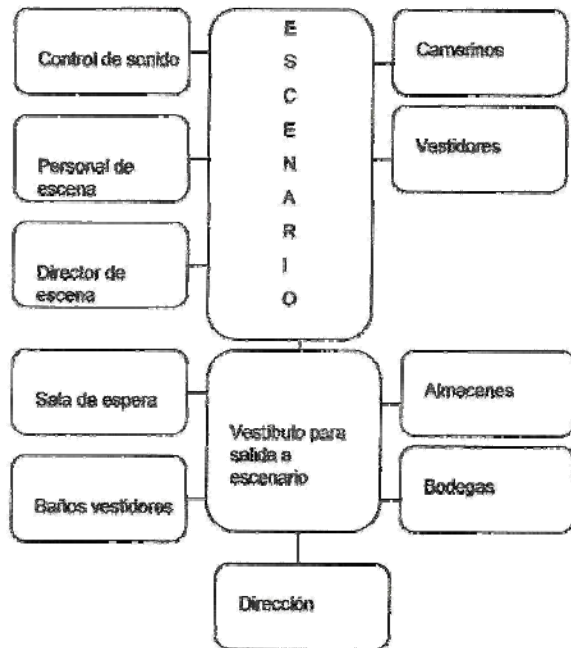 Control de sonido
Personal de
escena
Director de
escena
E
S
C
E
N
A
R
I
O
Camerinos
Vestidores
Sala de espera
Baños vestidores
Vestíbulo para
salida a
escenario
Almacenes
Bodegas
Dirección